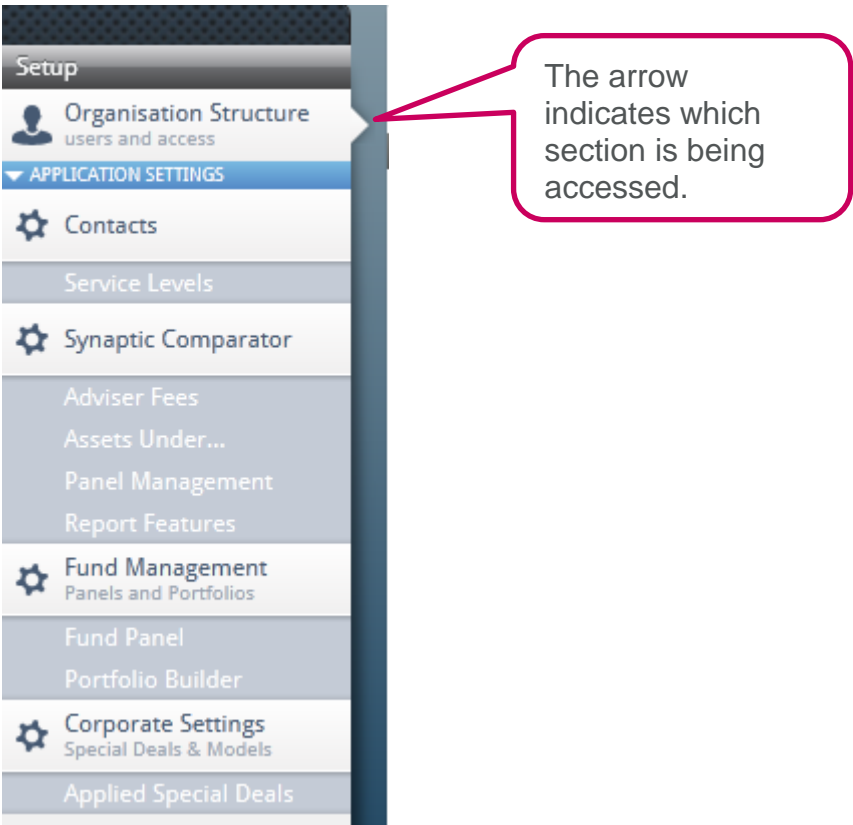 Setup
Organisation Structure
users and access
APPLICATION SETTINGS
Contacts
Service Levels
Synaptic Comparator
Adviser Fees
Assets Under...
Panel Management
Report Features
Fund Management
Panels and Portfolios
Fund Panel
Portfolio Builder
Corporate Settings
Special Deals & Models
Applied Special Deals
The arrow
indicates which
section is being
accessed.